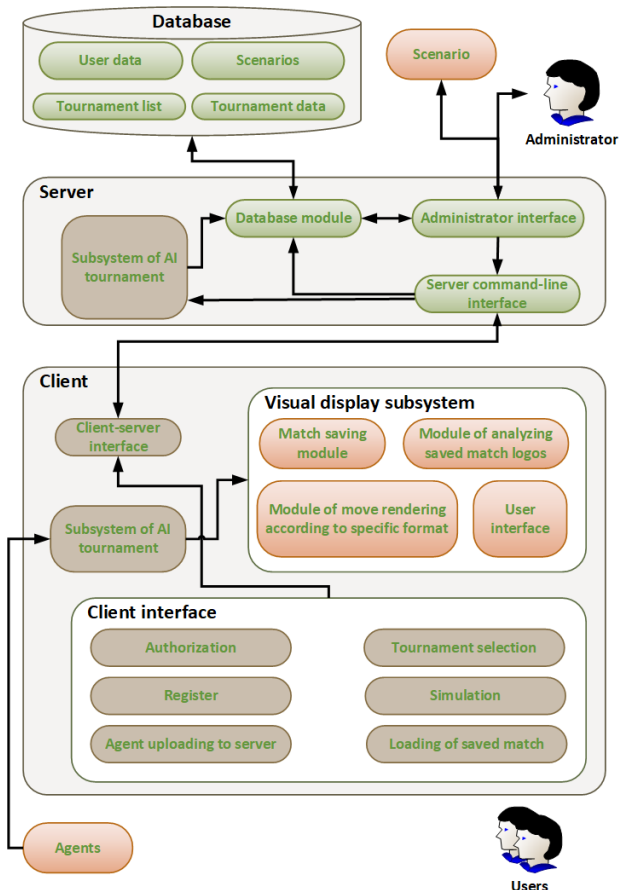 Database
User data
Scenarios
Tournament list
Tournament data
Scenario
Administrator
Server
Database module
Administrator interface
Subsystem of AI
tournament
Server command-line
interface
Client
Client-server
interface
Visual display subsystem
Match saving
module
Module of analyzing
saved match logos
Module of move rendering
according to specific format
User
interface
Subsystem of AI
tournament
Client interface
Authorization
Tournament selection
Register
Simulation
Agent uploading to server
Loading of saved match
Agents
Users